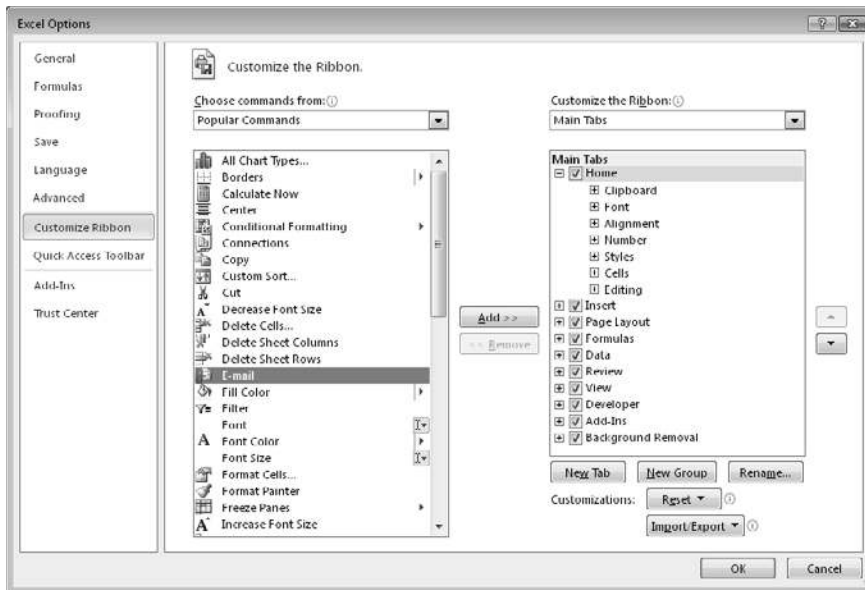 Excel Options
General
Formulas
Proofing
Save
Language
Advanced
Customize Ribbon
Quick Access Toolbar
Add-Ins
Trust Center
Customize the Ribbon.
Choose commands from:
Popular Commands
All Chart Types...
Borders
Calculate Now
Center
Conditional Formatting
Connections
Copy
Custom Sort...
Cut
Decrease Font Size
Delete Cells...
Delete Sheet Columns
Delete Sheet Rows
E-mail
Fill Color
Filter
Font
Font Color
Font Size
Format Cells...
Format Painter
Freeze Panes
Increase Font Size
Add >>
<< Remove
Customize the Ribbon:
Main Tabs
Main Tabs
Home
Clipboard
Font
Alignment
Number
Styles
Cells
Editing
Insert
Page Layout
Formulas
Data
Review
View
Developer
Add-Ins
Background Removal
New Tab
New Group
Rename...
Customizations:
Reset
Import/Export
OK
Cancel